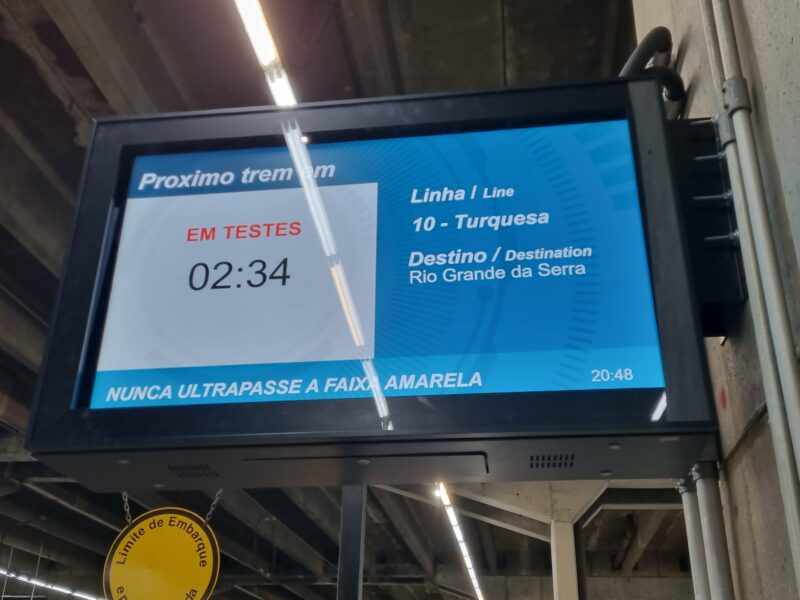 Proximo trem em
EM TESTES
02:34
Linha / Line
10 - Turquesa
Destino / Destination
Rio Grande da Serra
NUNCA ULTRAPASSE A FAIXA AMARELA
20:48
Limite de Embarque
e